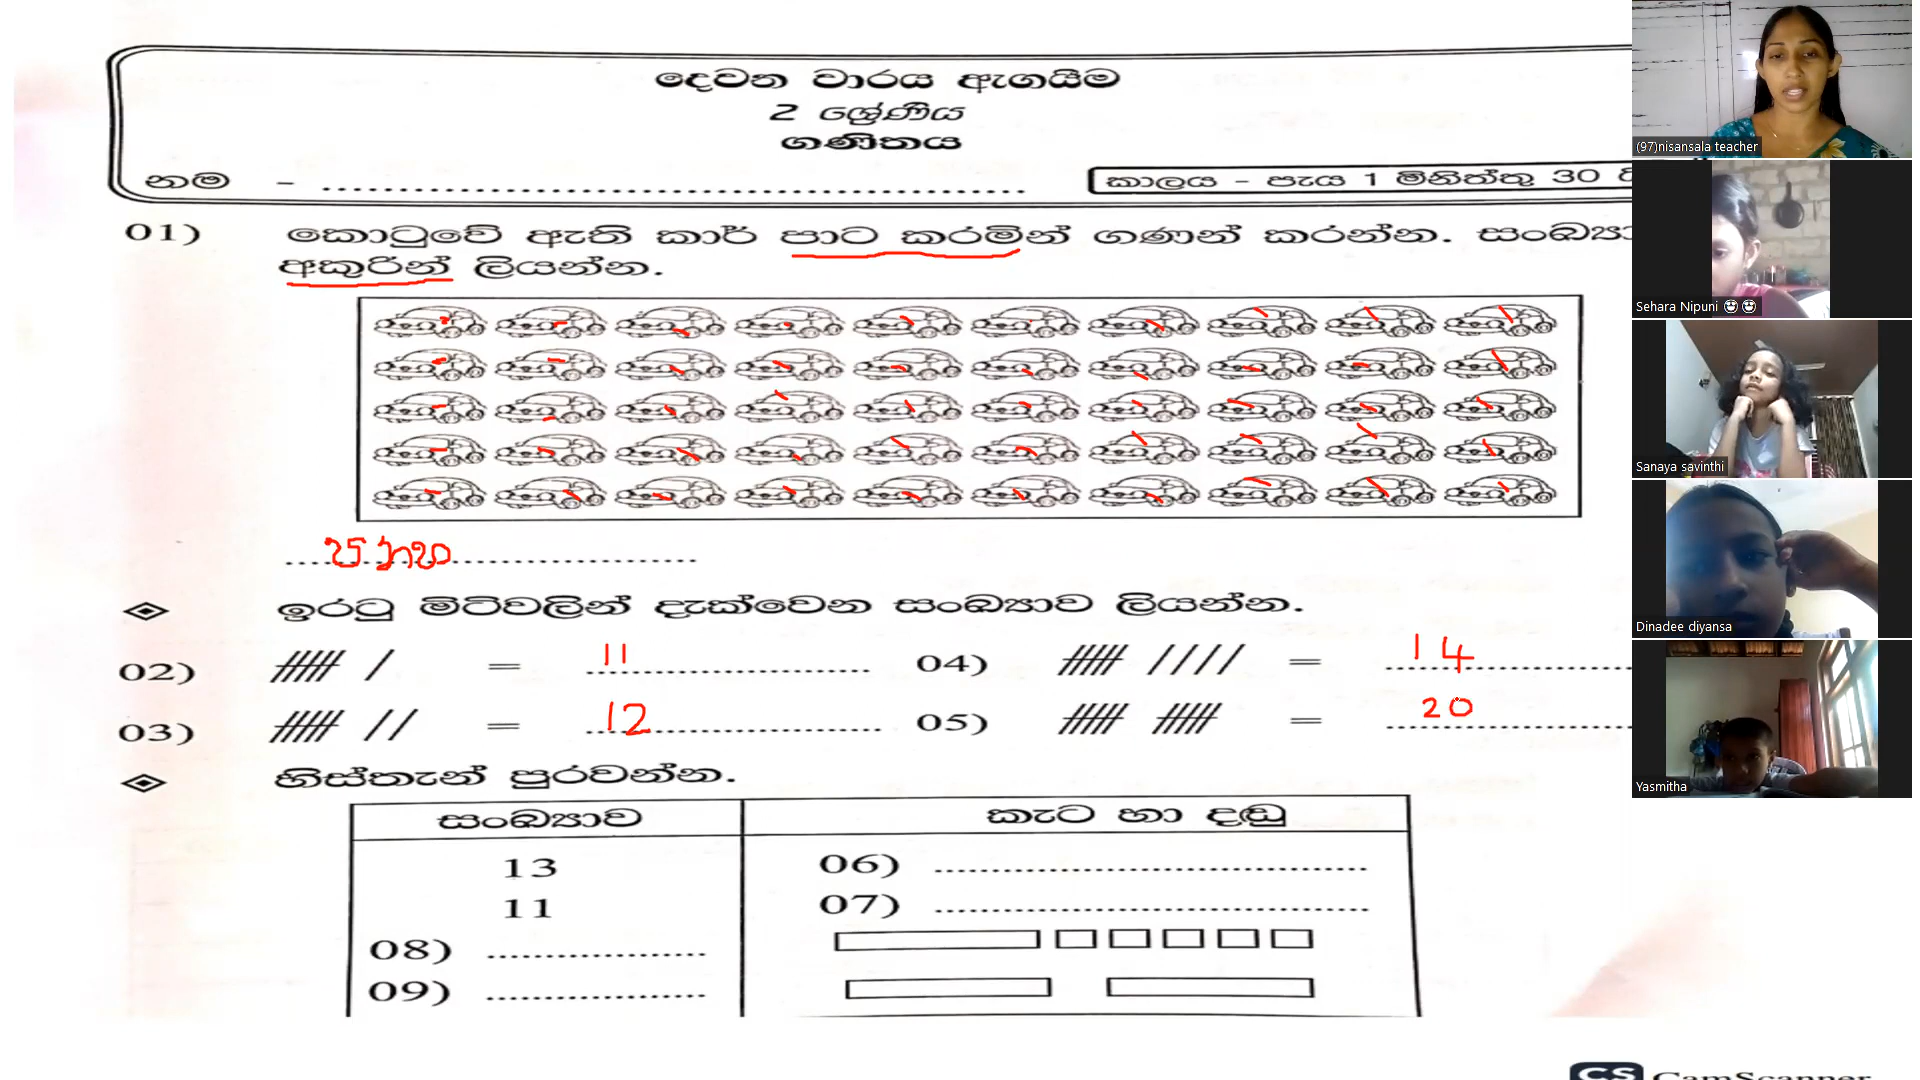 දෙවන වාරය ඇගයීම
2 ශ්‍රේණිය
ගණිතය
නම - ........................................
කාලය - පැය 1 මිනිත්තු 30
01) කොටුවේ ඇති කාර් පාට කරමින් ගණන් කරන්න. සංඛ්‍යා
අකුරින් ලියන්න.
පනහ
ඉරටු මිටිවලින් දැක්වෙන සංඛ්‍යාව ලියන්න.
02) = 11
04) = 14
03) = 12
05) = 20
හිස්තැන් පුරවන්න.
සංඛ්‍යාව
කැට හා දඬු
13
06) ........................................
11
07) ........................................
08) ....................
09) ....................
CS CamScanner
(97)nisansala teacher
Sehara Nipuni 😍 😍
Sanaya savinthi
Dinadee diyansa
Yasmitha